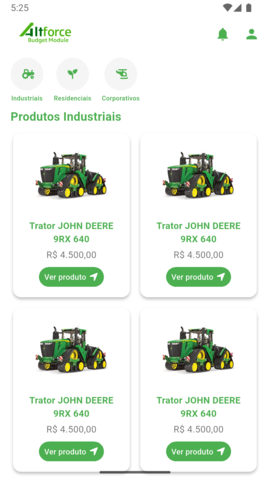 5:25
Altforce
Budget Module
Industriais
Residenciais
Corporativos
Produtos Industriais
Trator JOHN DEERE
9RX 640
R$ 4.500,00
Ver produto
Trator JOHN DEERE
9RX 640
R$ 4.500,00
Ver produto
Trator JOHN DEERE
9RX 640
R$ 4.500,00
Ver produto
Trator JOHN DEERE
9RX 640
R$ 4.500,00
Ver produto